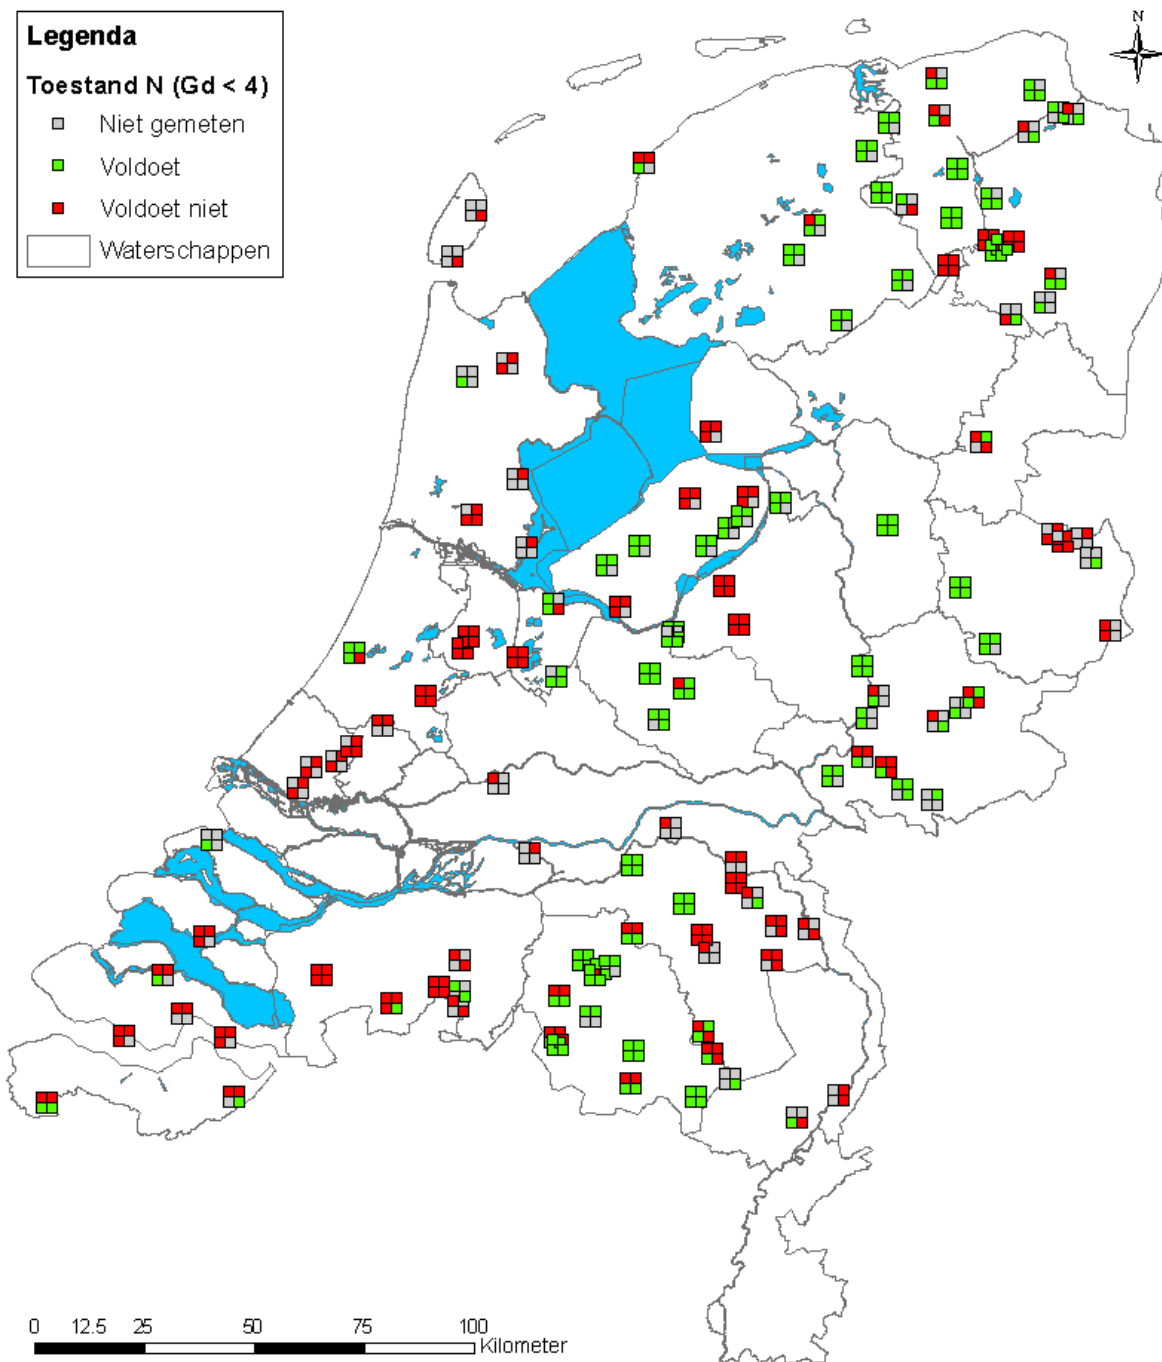 Legenda
Toestand N (Gd < 4)
Niet gemeten
Voldoet
Voldoet niet
Waterschappen
N
0 12.5 25 50 75 100
Kilometer